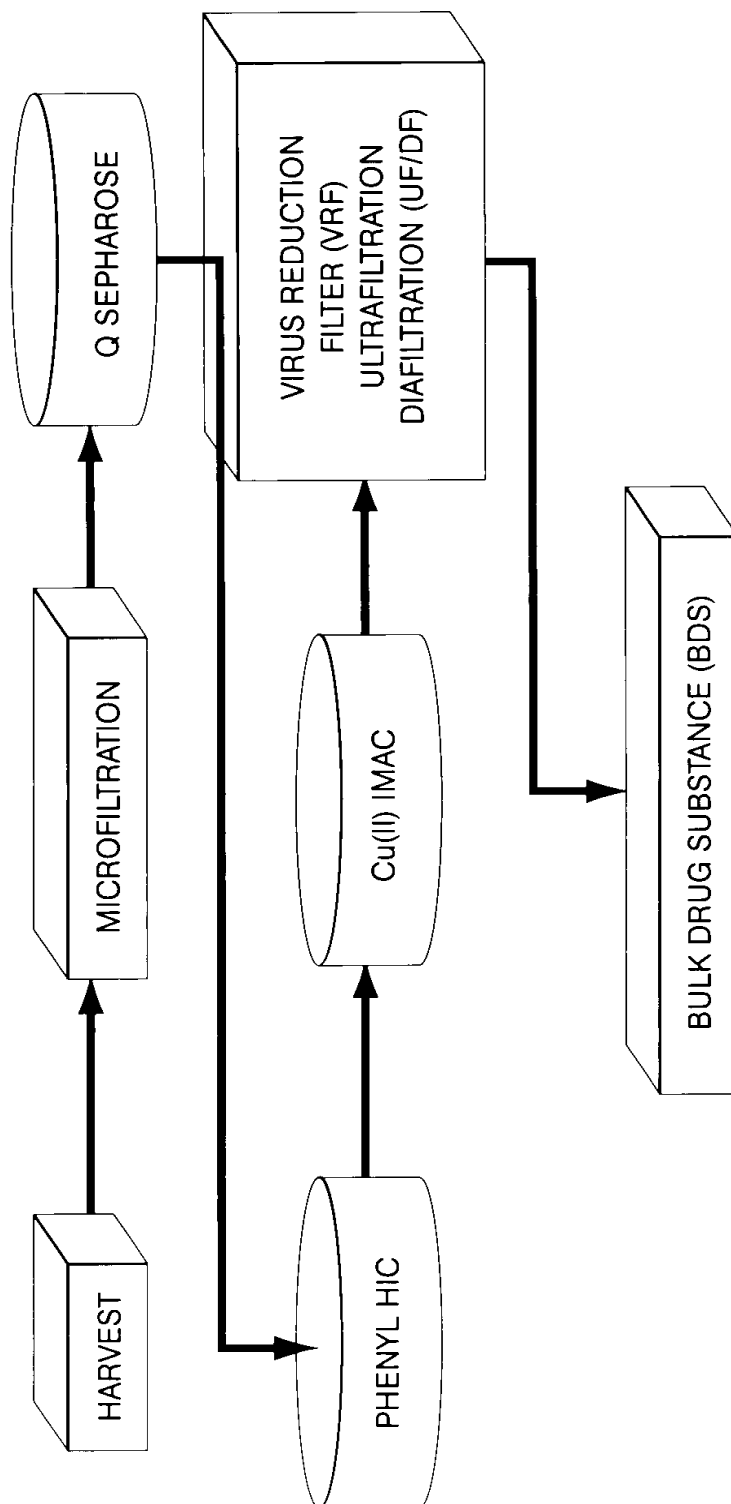 HARVEST
MICROFILTRATION
Q SEPHAROSE
PHENYL HIC
Cu(II) IMAC
VIRUS REDUCTION
FILTER (VRF)
ULTRAFILTRATION
DIAFILTRATION (UF/DF)
BULK DRUG SUBSTANCE (BDS)